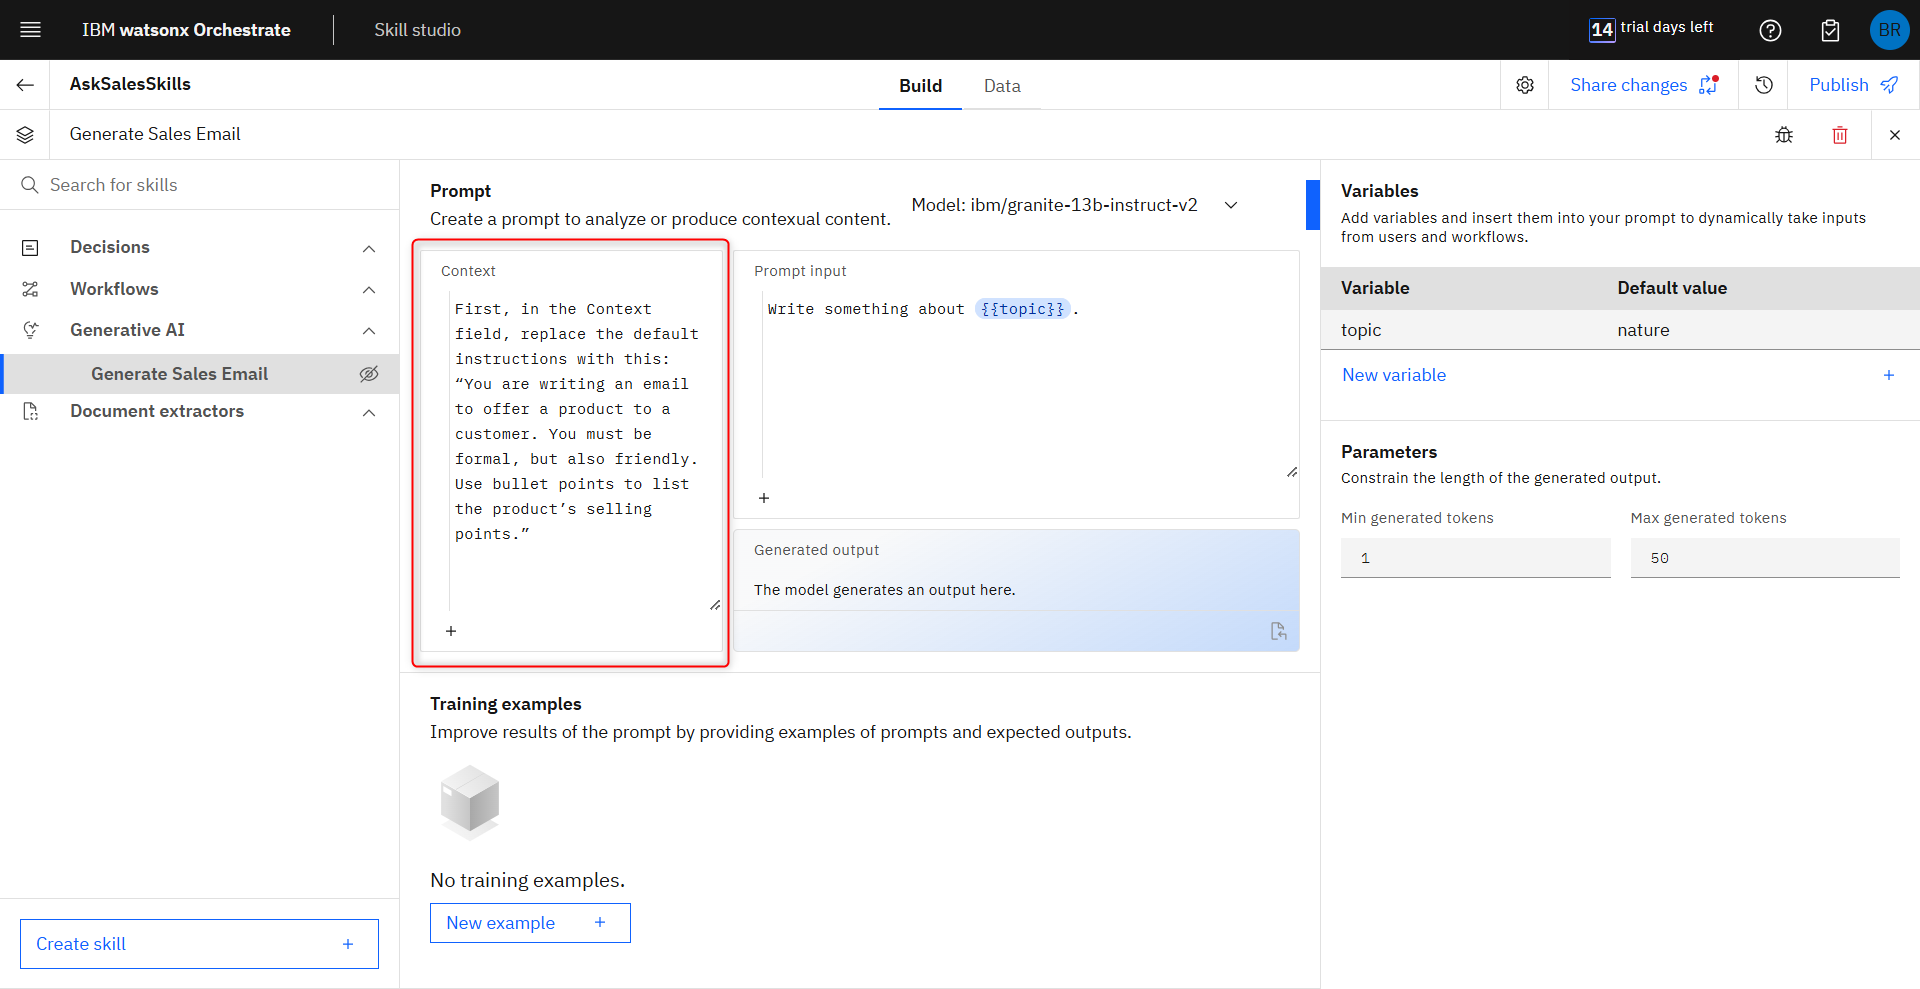 IBM watsonx Orchestrate
Skill studio
14 trial days left
BR
AskSalesSkills
Build
Data
Share changes
Publish
Generate Sales Email
Search for skills
Decisions
Workflows
Generative AI
Generate Sales Email
Document extractors
Create skill
Prompt
Create a prompt to analyze or produce contexual content.
Model: ibm/granite-13b-instruct-v2
Context
First, in the Context
field, replace the default
instructions with this:
“You are writing an email
to offer a product to a
customer. You must be
formal, but also friendly.
Use bullet points to list
the product’s selling
points.”
Prompt input
Write something about {{topic}}.
Generated output
The model generates an output here.
Training examples
Improve results of the prompt by providing examples of prompts and expected outputs.
No training examples.
New example
Variables
Add variables and insert them into your prompt to dynamically take inputs
from users and workflows.
Variable Default value
topic nature
New variable
Parameters
Constrain the length of the generated output.
Min generated tokens Max generated tokens
1 50